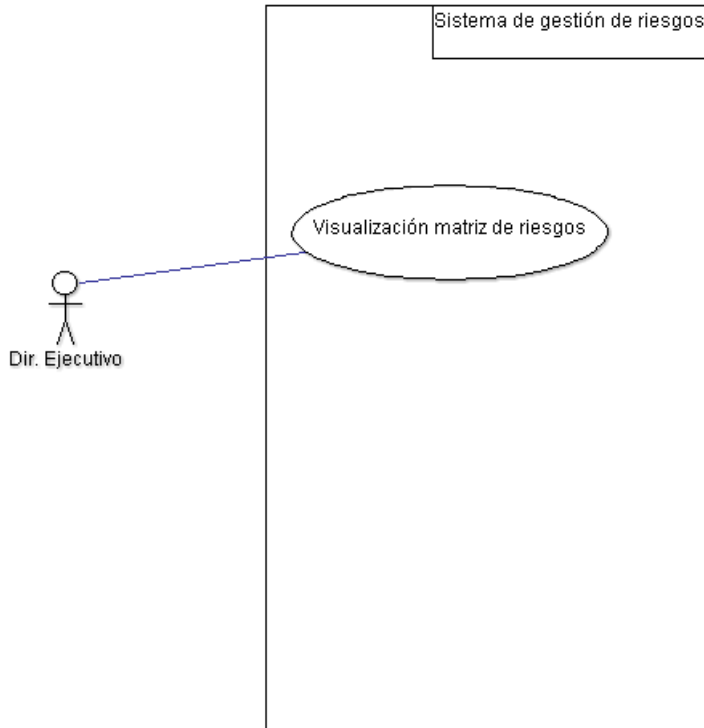 Sistema de gestión de riesgos
Visualización matriz de riesgos
Dir. Ejecutivo